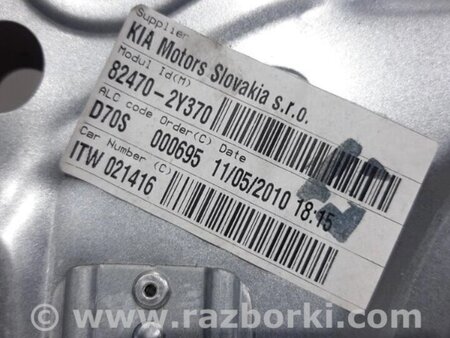 Supplier
KIA Motors Slovakia s.r.o.
Modul Id(M)
82470-2Y370
ALC code Order(C) Date
D70S 000695 11/05/2010 18:15
Car Number (C)
ITW 021416
© www.razborki.com